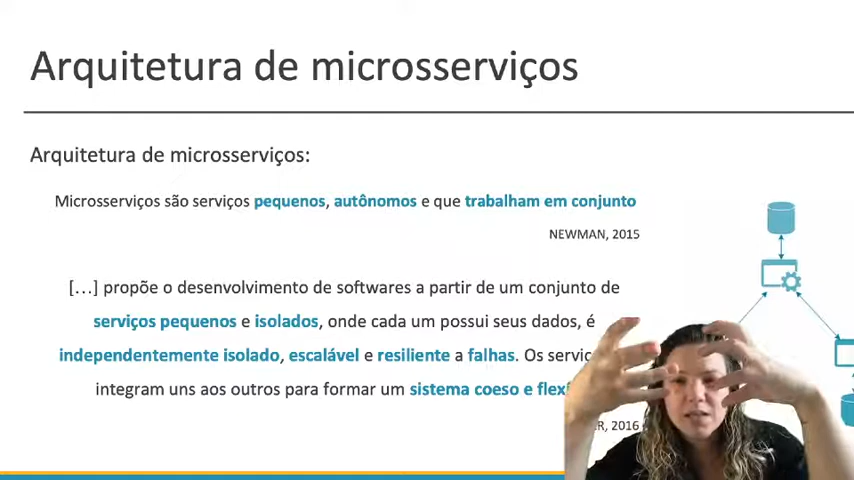 Arquitetura de microsserviços
Arquitetura de microsserviços:
Microsserviços são serviços pequenos, autônomos e que trabalham em conjunto
NEWMAN, 2015
[...] propõe o desenvolvimento de softwares a partir de um conjunto de
serviços pequenos e isolados, onde cada um possui seus dados, é
independentemente isolado, escalável e resiliente a falhas. Os
integram uns aos outros para formar um sistema coeso e
2016